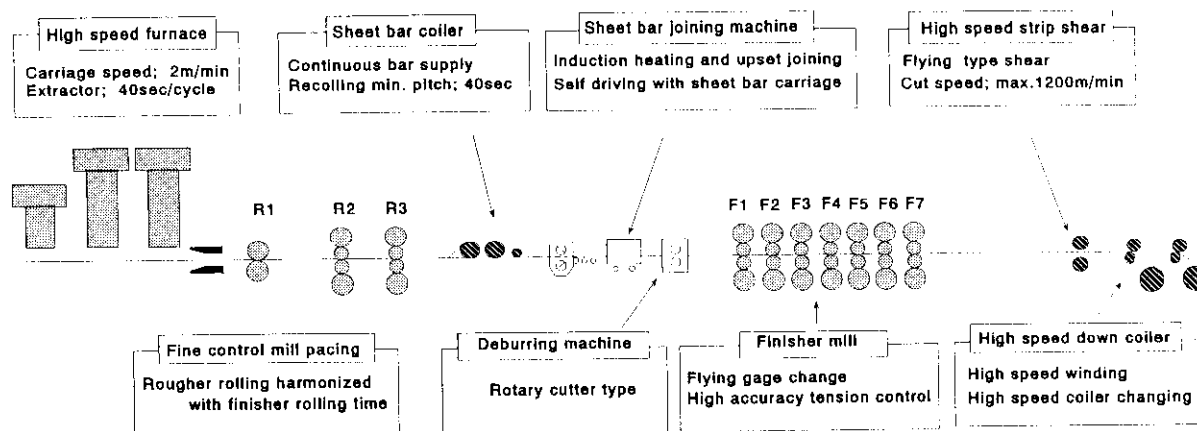 High speed furnace
Carriage speed; 2m/min
Extractor; 40sec/cycle
Sheet bar coiler
Continuous bar supply
Recoiling min. pitch; 40sec
Sheet bar joining machine
Induction heating and upset joining
Self driving with sheet bar carriage
High speed strip shear
Flying type shear
Cut speed; max.1200m/min
R1 R2 R3
F1 F2 F3 F4 F5 F6 F7
Fine control mill pacing
Rougher rolling harmonized
with finisher rolling time
Deburring machine
Rotary cutter type
Finisher mill
Flying gage change
High accuracy tension control
High speed down coiler
High speed winding
High speed coiler changing